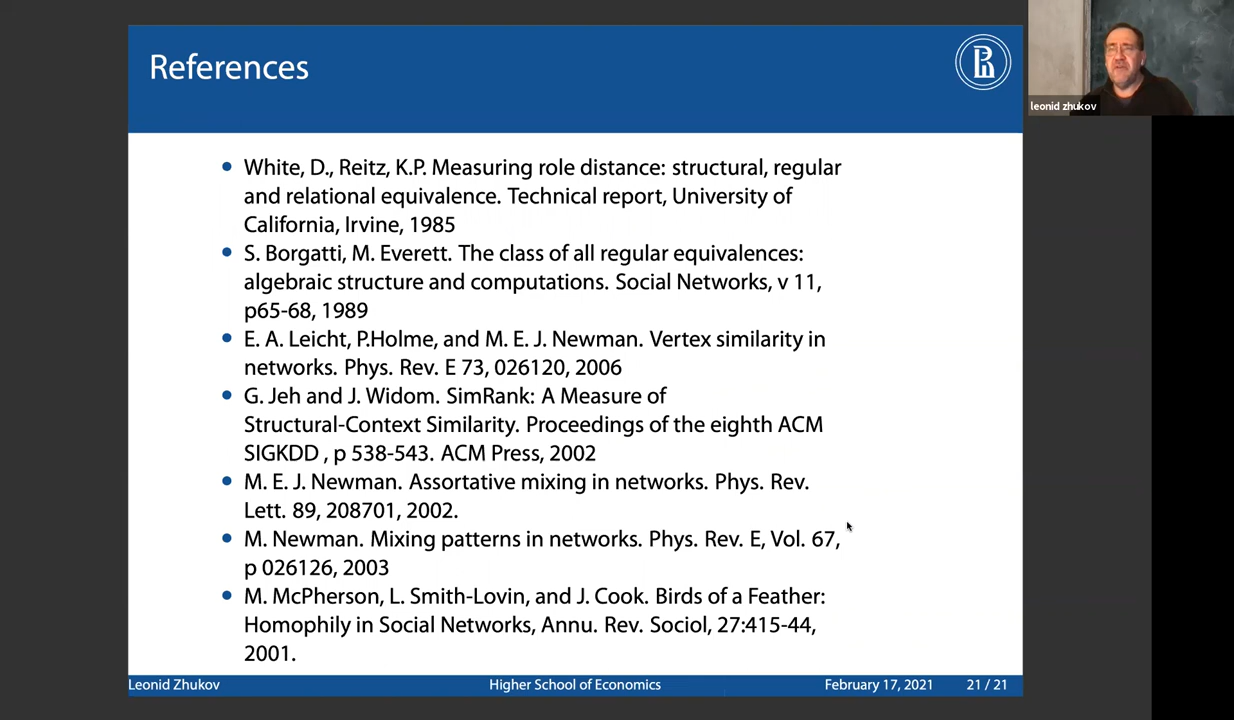 References
leonid zhukov
• White, D., Reitz, K.P. Measuring role distance: structural, regular
and relational equivalence. Technical report, University of
California, Irvine, 1985
• S. Borgatti, M. Everett. The class of all regular equivalences:
algebraic structure and computations. Social Networks, v 11,
p65-68, 1989
• E. A. Leicht, P.Holme, and M. E. J. Newman. Vertex similarity in
networks. Phys. Rev. E 73, 026120, 2006
• G. Jeh and J. Widom. SimRank: A Measure of
Structural-Context Similarity. Proceedings of the eighth ACM
SIGKDD , p 538-543. ACM Press, 2002
• M. E. J. Newman. Assortative mixing in networks. Phys. Rev.
Lett. 89, 208701, 2002.
• M. Newman. Mixing patterns in networks. Phys. Rev. E, Vol. 67,
p 026126, 2003
• M. McPherson, L. Smith-Lovin, and J. Cook. Birds of a Feather:
Homophily in Social Networks, Annu. Rev. Sociol, 27:415-44,
2001.
Leonid Zhukov Higher School of Economics February 17, 2021 21 / 21